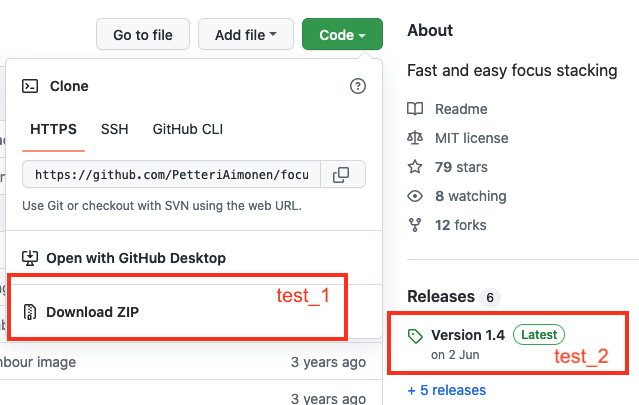 Go to file
Add file
Code
Clone
HTTPS
SSH
GitHub CLI
https://github.com/PetteriAimonen/focu
Use Git or checkout with SVN using the web URL.
Open with GitHub Desktop
test_1
Download ZIP
nbour image
3 years ago
3 years ago
About
Fast and easy focus stacking
Readme
MIT license
79 stars
8 watching
12 forks
Releases 6
Version 1.4 Latest
on 2 Jun
test_2
+ 5 releases